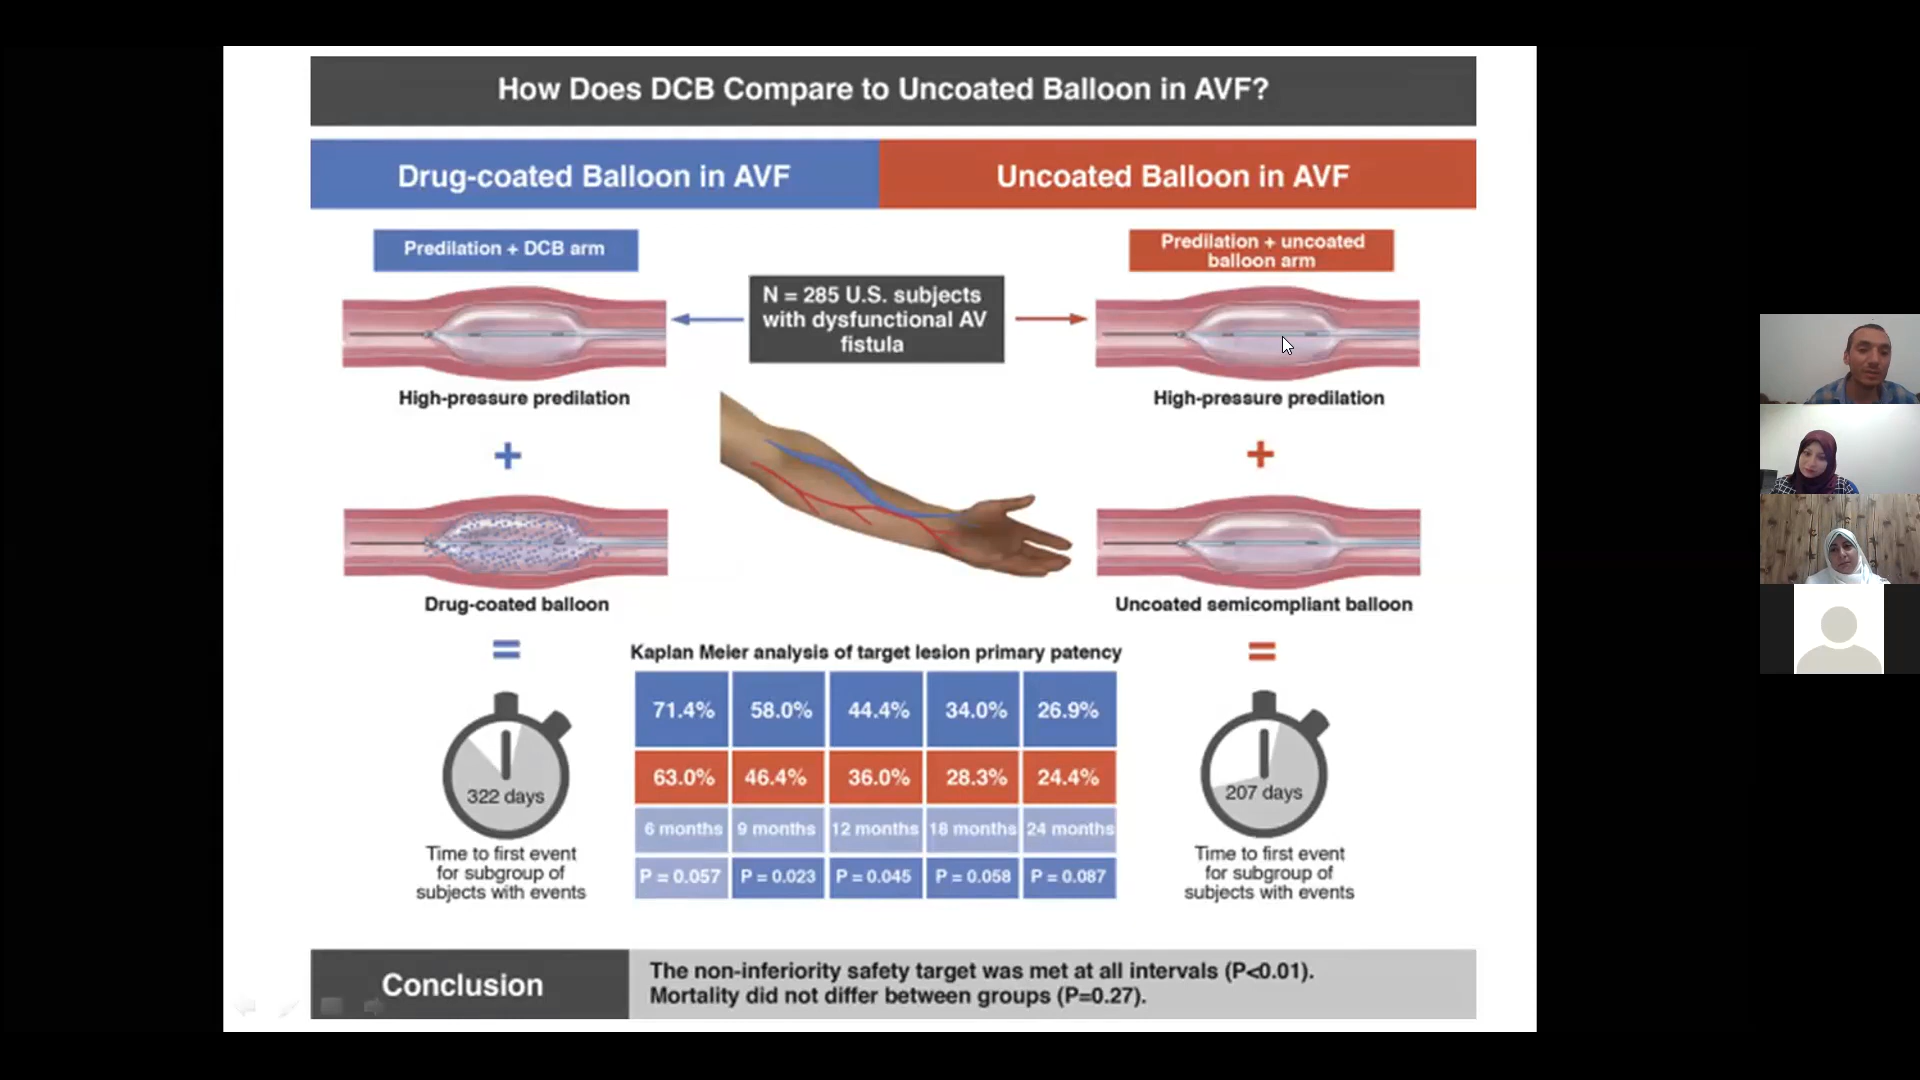 How Does DCB Compare to Uncoated Balloon in AVF?
Drug-coated Balloon in AVF
Uncoated Balloon in AVF
Predilation + DCB arm
Predilation + uncoated
balloon arm
N = 285 U.S. subjects
with dysfunctional AV
fistula
High-pressure predilation
High-pressure predilation
+
+
Drug-coated balloon
Uncoated semicompliant balloon
=
=
Kaplan Meier analysis of target lesion primary patency
71.4% 58.0% 44.4% 34.0% 26.9%
63.0% 46.4% 36.0% 28.3% 24.4%
6 months 9 months 12 months 18 months 24 months
P = 0.057 P = 0.023 P = 0.045 P = 0.058 P = 0.087
322 days
Time to first event
for subgroup of
subjects with events
207 days
Time to first event
for subgroup of
subjects with events
Conclusion
The non-inferiority safety target was met at all intervals (P<0.01).
Mortality did not differ between groups (P=0.27).